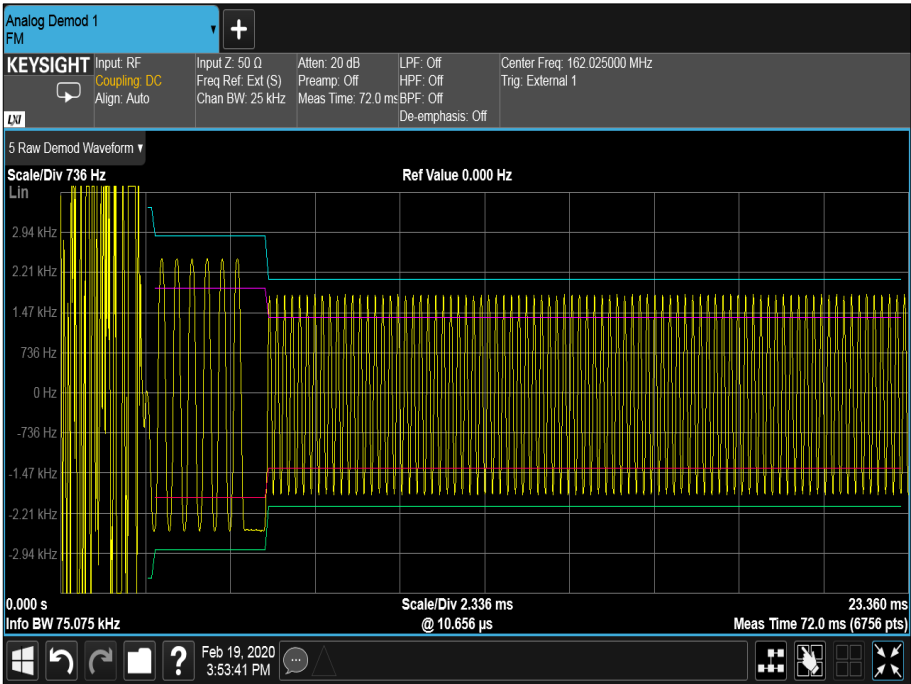 Analog Demod 1
FM
KEYSIGHT
LXI
Input: RF
Coupling: DC
Align: Auto
Input Z: 50 Ω
Freq Ref: Ext (S)
Chan BW: 25 kHz
Atten: 20 dB
Preamp: Off
Meas Time: 72.0 ms
LPF: Off
HPF: Off
BPF: Off
De-emphasis: Off
Center Freq: 162.025000 MHz
Trig: External 1
5 Raw Demod Waveform
Scale/Div 736 Hz
Ref Value 0.000 Hz
Lin
2.94 kHz
2.21 kHz
1.47 kHz
736 Hz
0 Hz
-736 Hz
-1.47 kHz
-2.21 kHz
-2.94 kHz
0.000 s
Scale/Div 2.336 ms
23.360 ms
Info BW 75.075 kHz
@ 10.656 µs
Meas Time 72.0 ms (6756 pts)
?
Feb 19, 2020
3:53:41 PM